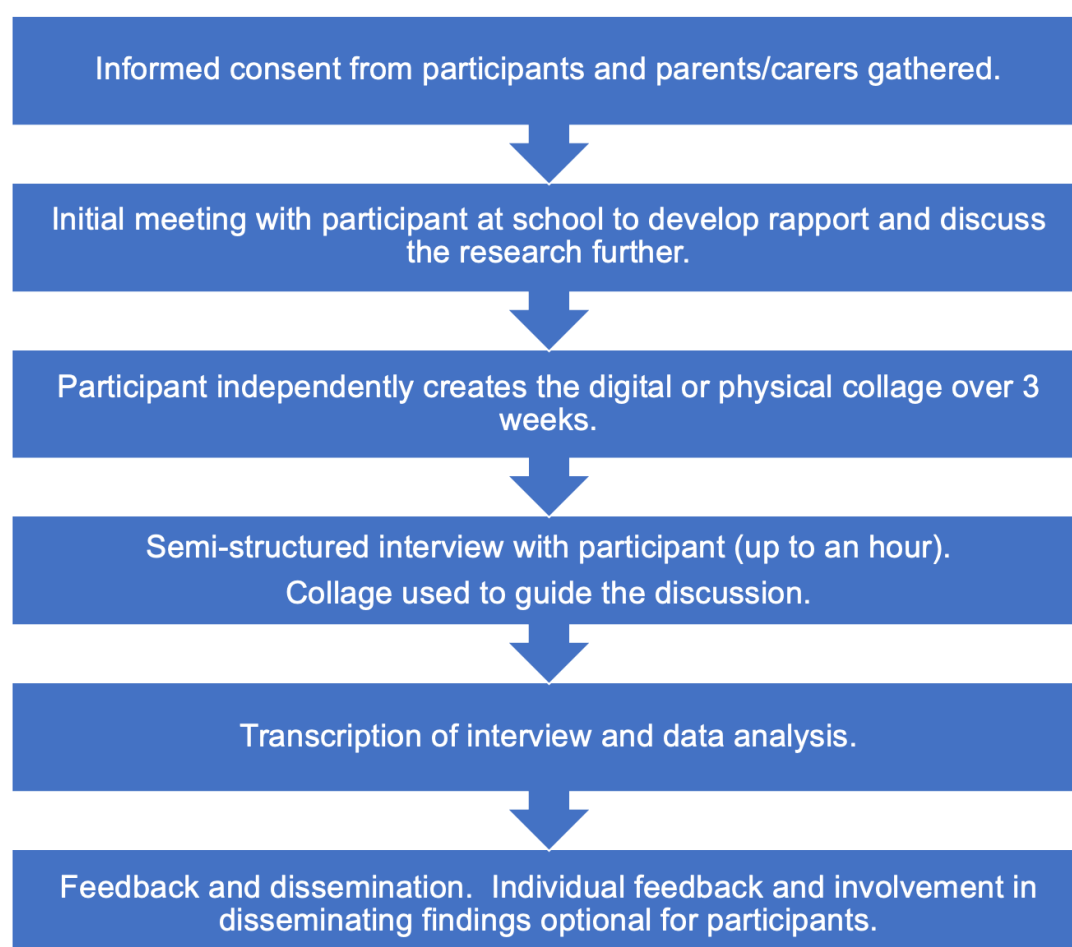 Informed consent from participants and parents/carers gathered.
Initial meeting with participant at school to develop rapport and discuss
the research further.
Participant independently creates the digital or physical collage over 3
weeks.
Semi-structured interview with participant (up to an hour).
Collage used to guide the discussion.
Transcription of interview and data analysis.
Feedback and dissemination.  Individual feedback and involvement in
disseminating findings optional for participants.